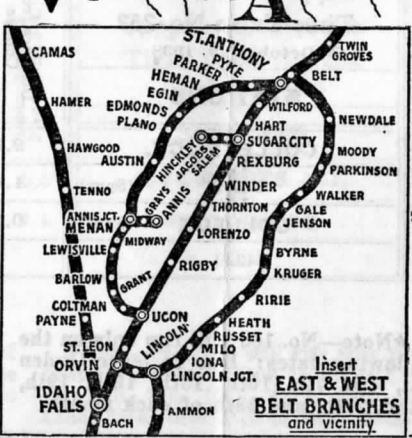 ST. ANTHONY
PYKE
PARKER
HEMAN
EGIN
EDMONDS
PLANO
AUSTIN
TWIN
GROVES
BELT
WILFORD
HART
SUGAR CITY
REXBURG
NEWDALE
MOODY
PARKINSON
WALKER
GALE
JENSON
BYRNE
KRUGER
RIRIE
HEATH
RUSSET
MILO
IONA
LINCOLN JCT.
CAMAS
HAMER
HAWGOOD
TENNO
ANNIS JCT.
MENAN
LEWISVILLE
BARLOW
COLTMAN
PAYNE
ST. LEON
ORVIN
IDAHO
FALLS
BACH
HINCKLEY
JACOBS
SALEM
GRAYS
ANNIS
MIDWAY
GRANT
WINDER
THORNTON
LORENZO
RIGBY
UCON
LINCOLN
AMMON
Insert
EAST & WEST
BELT BRANCHES
and vicinity